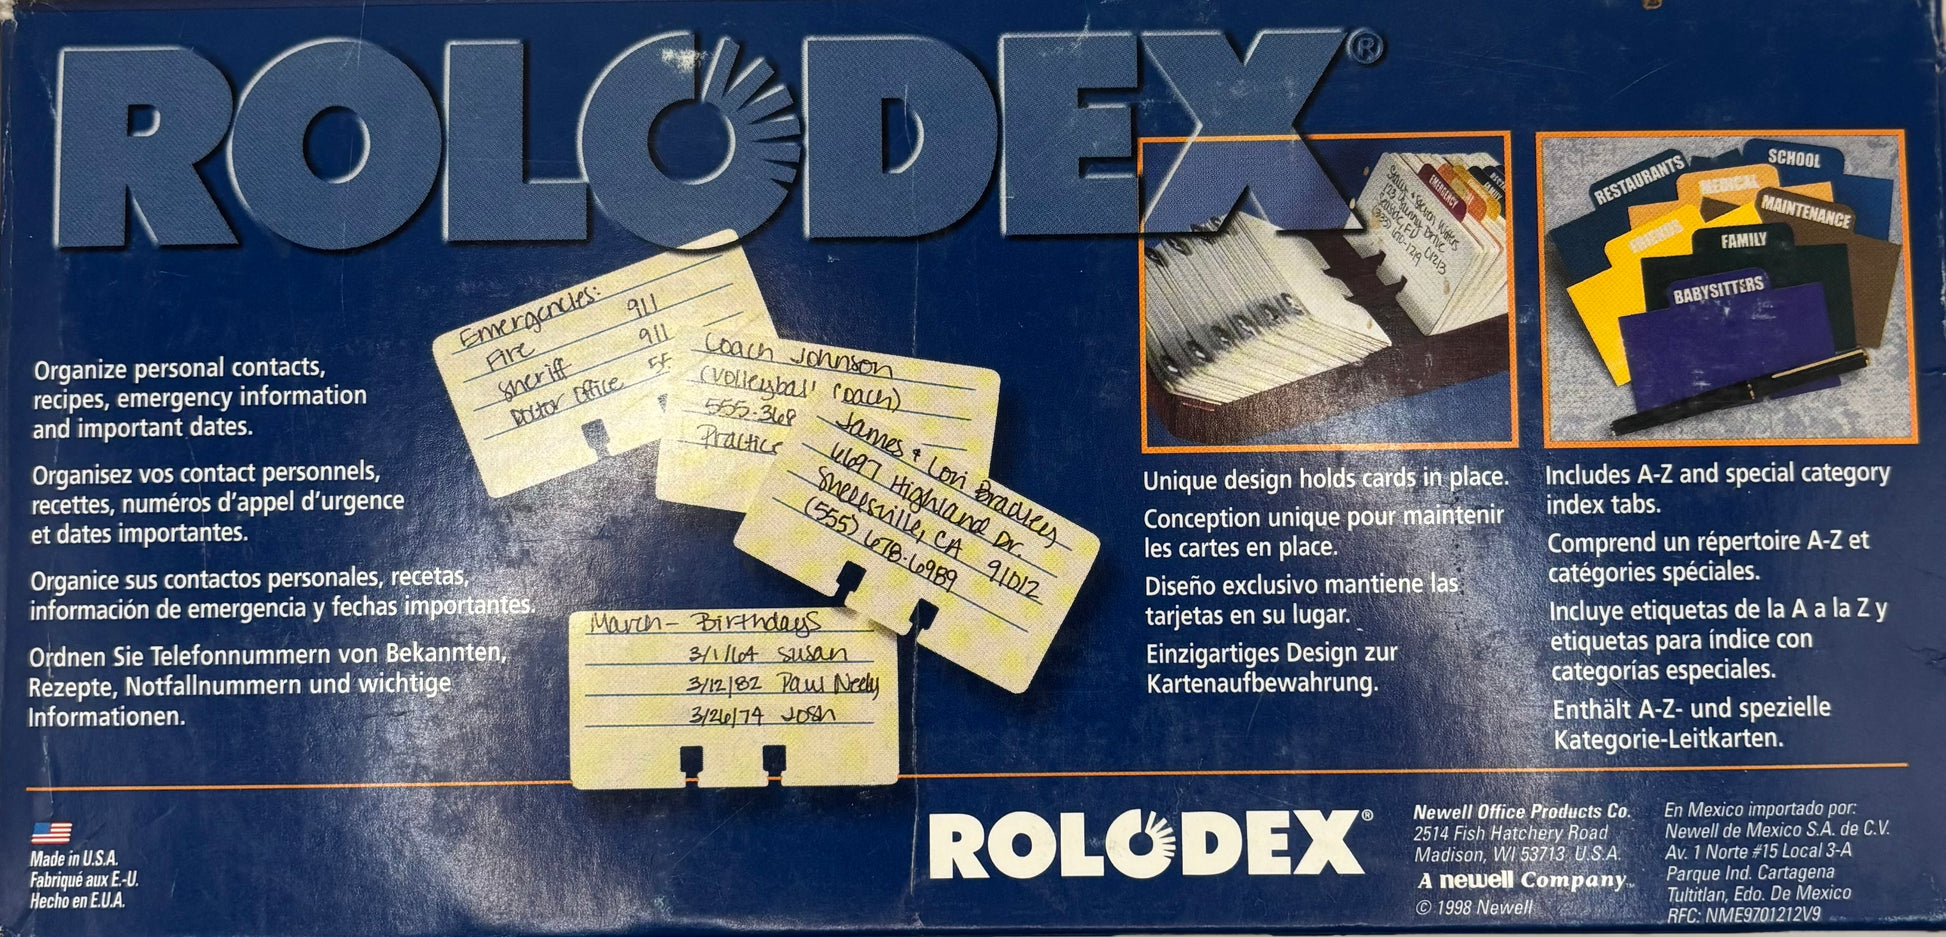 ROLODEX®
Organize personal contacts,
recipes, emergency information
and important dates.
Organisez vos contact personnels,
recettes, numéros d'appel d'urgence
et dates importantes.
Organice sus contactos personales, recetas,
información de emergencia y fechas importantes.
Ordnen Sie Telefonnummern von Bekannten,
Rezepte, Notfallnummern und wichtige
Informationen.
Emergencies:
Fire 911
Sheriff 911
Doctor Office 55
Coach Johnson
(Volleyball Coach)
555-368
Practice
James & Lori Bradley
6697 Highland Dr.
Shellsville, CA 91012
(555) 678-6989
March - Birthdays
3/1/64 Susan
3/12/82 Paul Neely
3/26/74 Josh
EMERGENCY
Drive
01213
Unique design holds cards in place.
Conception unique pour maintenir
les cartes en place.
Diseño exclusivo mantiene las
tarjetas en su lugar.
Einzigartiges Design zur
Kartenaufbewahrung.
RESTAURANTS
SCHOOL
MEDICAL
MAINTENANCE
FRIENDS
FAMILY
BABYSITTERS
Includes A-Z and special category
index tabs.
Comprend un répertoire A-Z et
catégories spéciales.
Incluye etiquetas de la A a la Z y
etiquetas para índice con
categorías especiales.
Enthält A-Z- und spezielle
Kategorie-Leitkarten.
Made in U.S.A.
Fabriqué aux E.-U.
Hecho en E.U.A.
ROLODEX®
Newell Office Products Co.
2514 Fish Hatchery Road
Madison, WI 53713 U.S.A.
A newell Company™
© 1998 Newell
En Mexico importado por:
Newell de Mexico S.A. de C.V.
Av. 1 Norte #15 Local 3-A
Parque Ind. Cartagena
Tultitlan, Edo. De Mexico
RFC: NME9701212V9